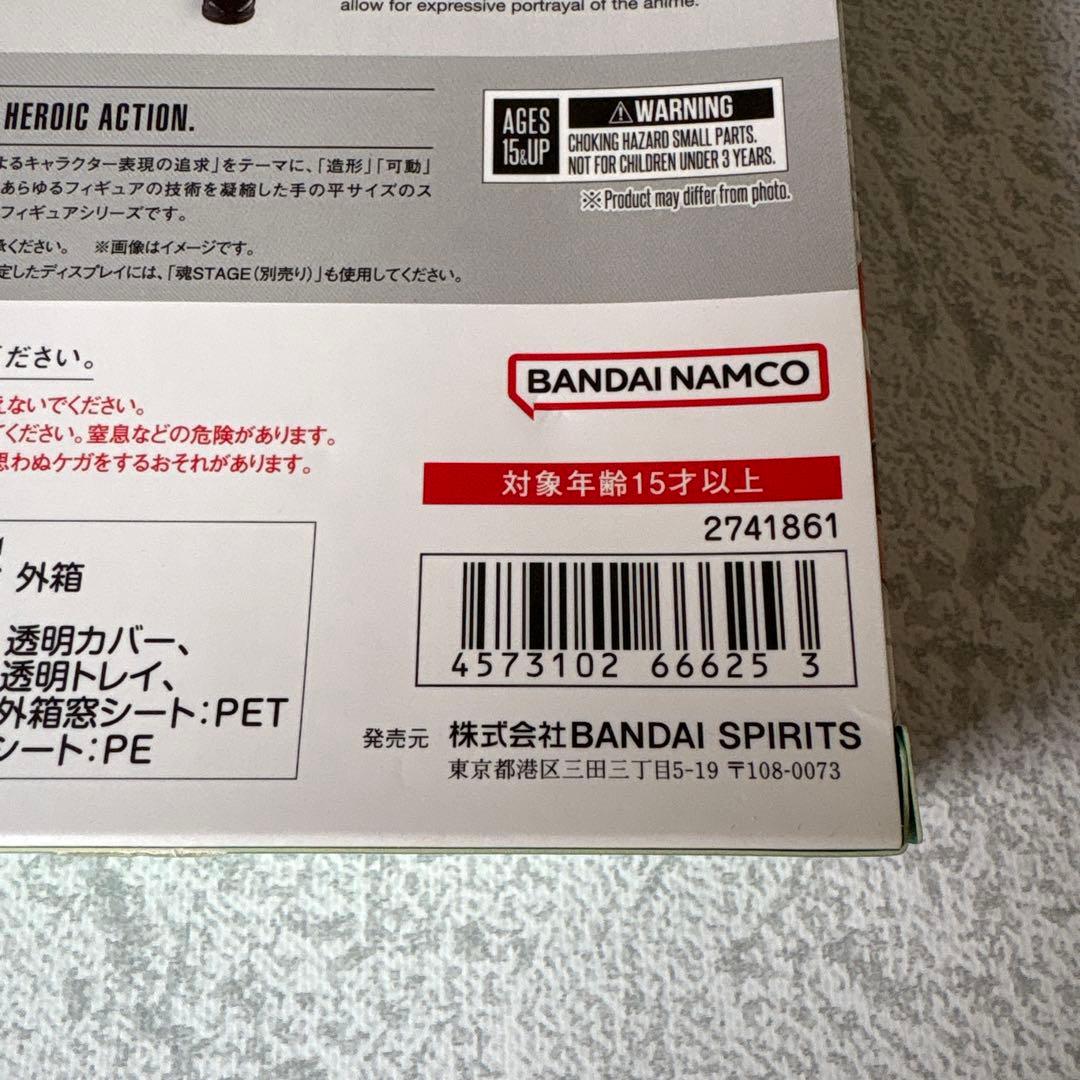 allow for expressive portrayal of the anime.
HEROIC ACTION.
よるキャラクター表現の追求」をテーマに、「造形」「可動」
あらゆるフィギュアの技術を凝縮した手の平サイズのス
フィギュアシリーズです。
ください。 ※画像はイメージです。
定したディスプレイには、「魂STAGE(別売り)」も使用してください。
AGES
15&UP
⚠WARNING
CHOKING HAZARD SMALL PARTS.
NOT FOR CHILDREN UNDER 3 YEARS.
※Product may differ from photo.
ださい。
えないでください。
てください。窒息などの危険があります。
思わぬケガをするおそれがあります。
BANDAI NAMCO
対象年齢15才以上
2741861
4573102 666253
外箱
透明カバー、
透明トレイ、
外箱窓シート:PET
シート:PE
発売元 株式会社BANDAI SPIRITS
東京都港区三田三丁目5-19 〒108-0073